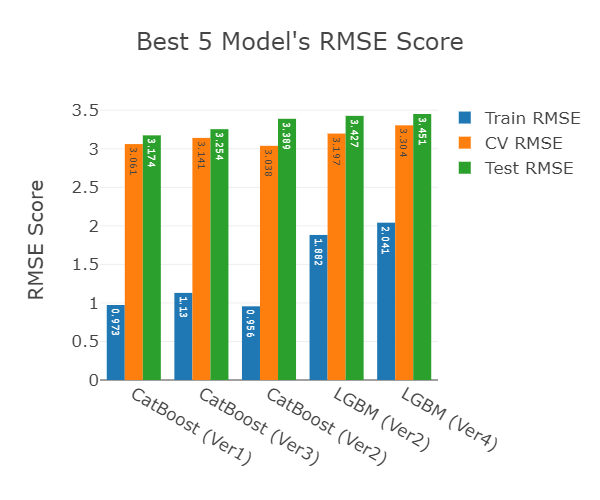 Best 5 Model's RMSE Score
Train RMSE
CV RMSE
Test RMSE
RMSE Score
3.5
3
2.5
2
1.5
1
0.5
0
0.973
3.061
3.174
1.13
3.141
3.254
0.956
3.038
3.389
1.882
3.197
3.427
2.041
3.304
3.451
CatBoost (Ver1)
CatBoost (Ver3)
CatBoost (Ver2)
LGBM (Ver2)
LGBM (Ver4)